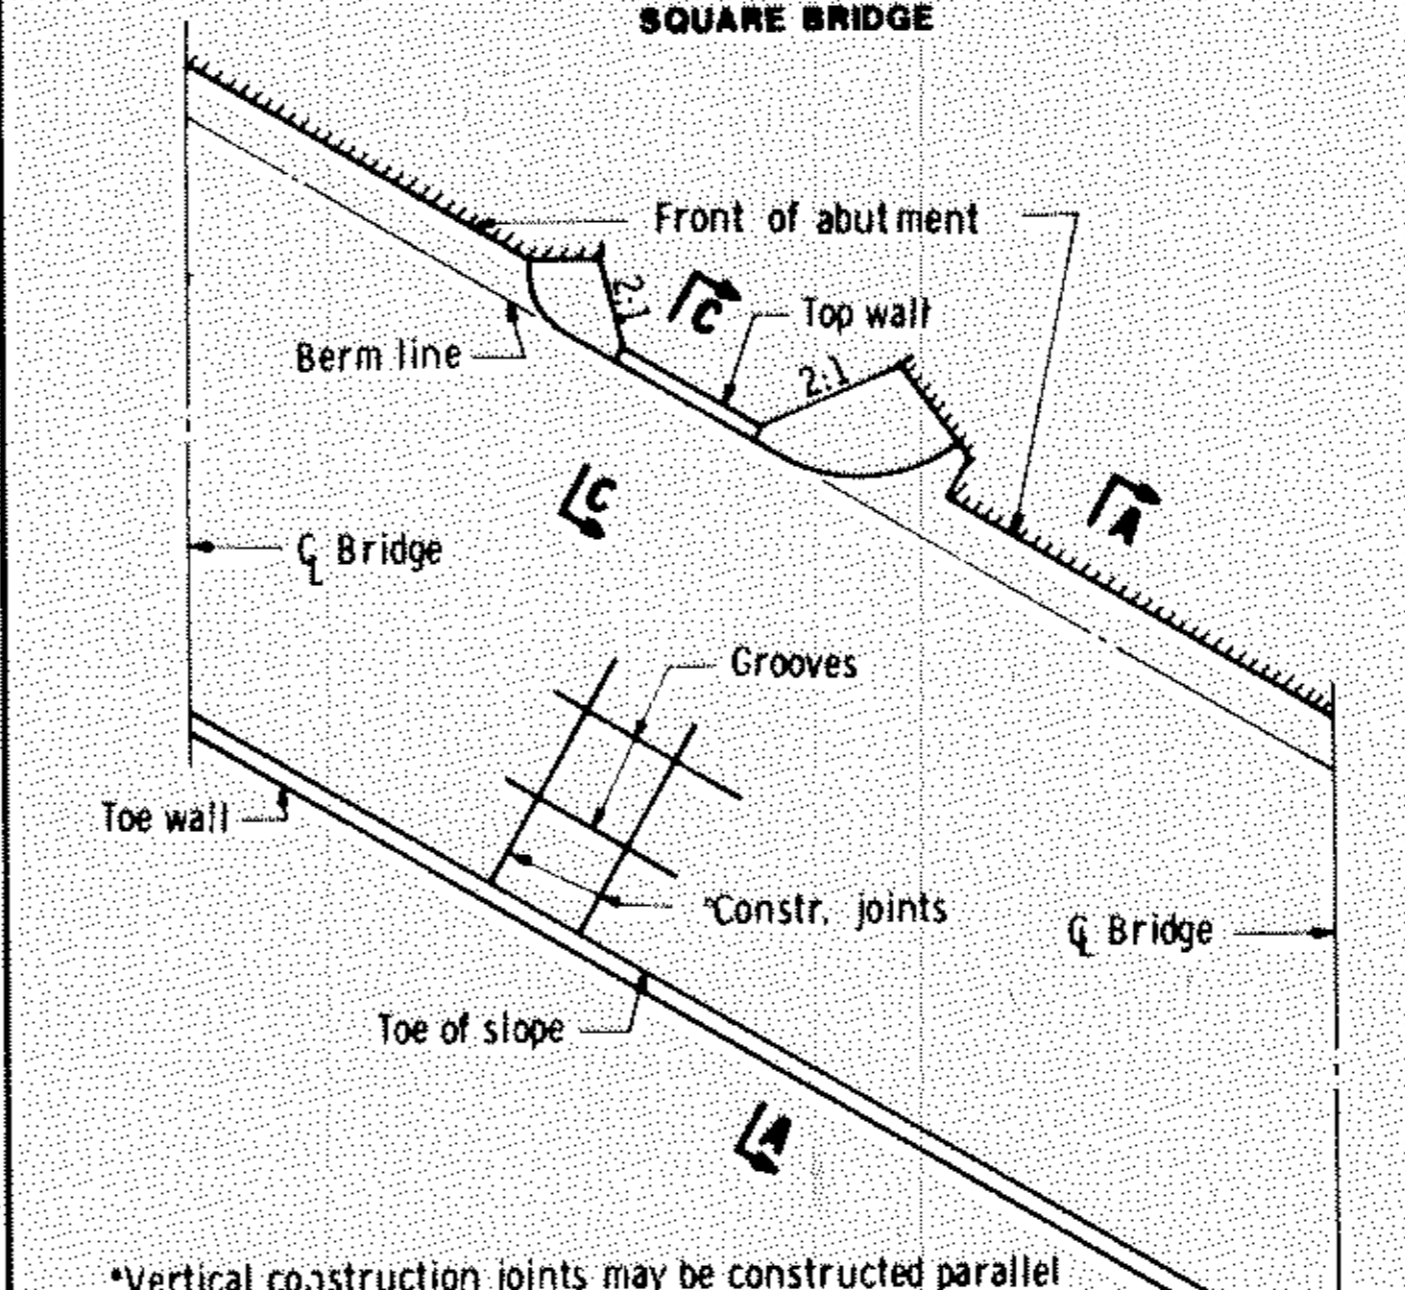 SQUARE BRIDGE
Front of abutment
2:1
C
Top wall
2:1
Berm line
C
A
℄ Bridge
Grooves
Toe wall
*Constr. joints
℄ Bridge
Toe of slope
A
*Vertical construction joints may be constructed parallel